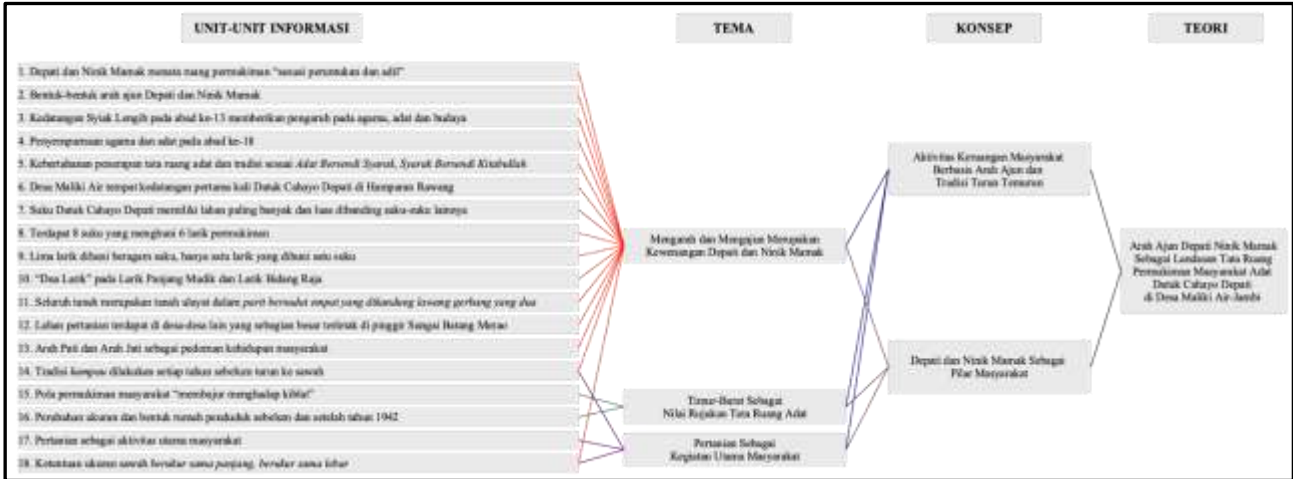 UNIT-UNIT INFORMASI
TEMA
KONSEP
TEORI
1. Depati dan Ninik Mamak menata ruang permukiman "sesuai peruntukan dan adil"
2. Bentuk-bentuk arah ajun Depati dan Ninik Mamak
3. Kedatangan Syiak Lengih pada abad ke-13 memberikan pengaruh pada agama, adat dan budaya
4. Penyempurnaan agama dan adat pada abad ke-18
5. Kebertahanan penerapan tata ruang adat dan tradisi sesuai Adat Bersendi Syarak, Syarak Bersendi Kitabullah
6. Desa Maliki Air tempat kedatangan pertama kali Datuk Cahayo Depati di Hamparan Rawang
7. Suku Datuk Cahayo Depati memiliki lahan paling banyak dan luas dibanding suku-suku lainnya
8. Terdapat 8 suku yang menghuni 6 larik permukiman
9. Lima larik dihuni beragam suku, hanya satu larik yang dihuni satu suku
10. "Dua Larik" pada Larik Panjang Mudik dan Larik Bidang Raja
11. Seluruh tanah merupakan tanah ulayat dalam parit bersudut empat yang dikandung lawang gerbang yang dua
12. Lahan pertanian terdapat di desa-desa lain yang sebagian besar terletak di pinggir Sungai Batang Merao
13. Arah Pati dan Arah Jati sebagai pedoman kehidupan masyarakat
14. Tradisi kempau dilakukan setiap tahun sebelum turun ke sawah
15. Pola permukiman masyarakat "membujur menghadap kiblat"
16. Perubahan ukuran dan bentuk rumah penduduk sebelum dan setelah tahun 1942
17. Pertanian sebagai aktivitas utama masyarakat
18. Ketentuan ukuran sawah berukur sama panjang, berukur sama lebar
Mengarah dan Mengajun Merupakan
Kewenangan Depati dan Ninik Mamak
Timur-Barat Sebagai
Nilai Rujukan Tata Ruang Adat
Pertanian Sebagai
Kegiatan Utama Masyarakat
Aktivitas Keruangan Masyarakat
Berbasis Arah Ajun dan
Tradisi Turun Temurun
Depati dan Ninik Mamak Sebagai
Pilar Masyarakat
Arah Ajun Depati Ninik Mamak
Sebagai Landasan Tata Ruang
Permukiman Masyarakat Adat
Datuk Cahayo Depati
di Desa Maliki Air-Jambi